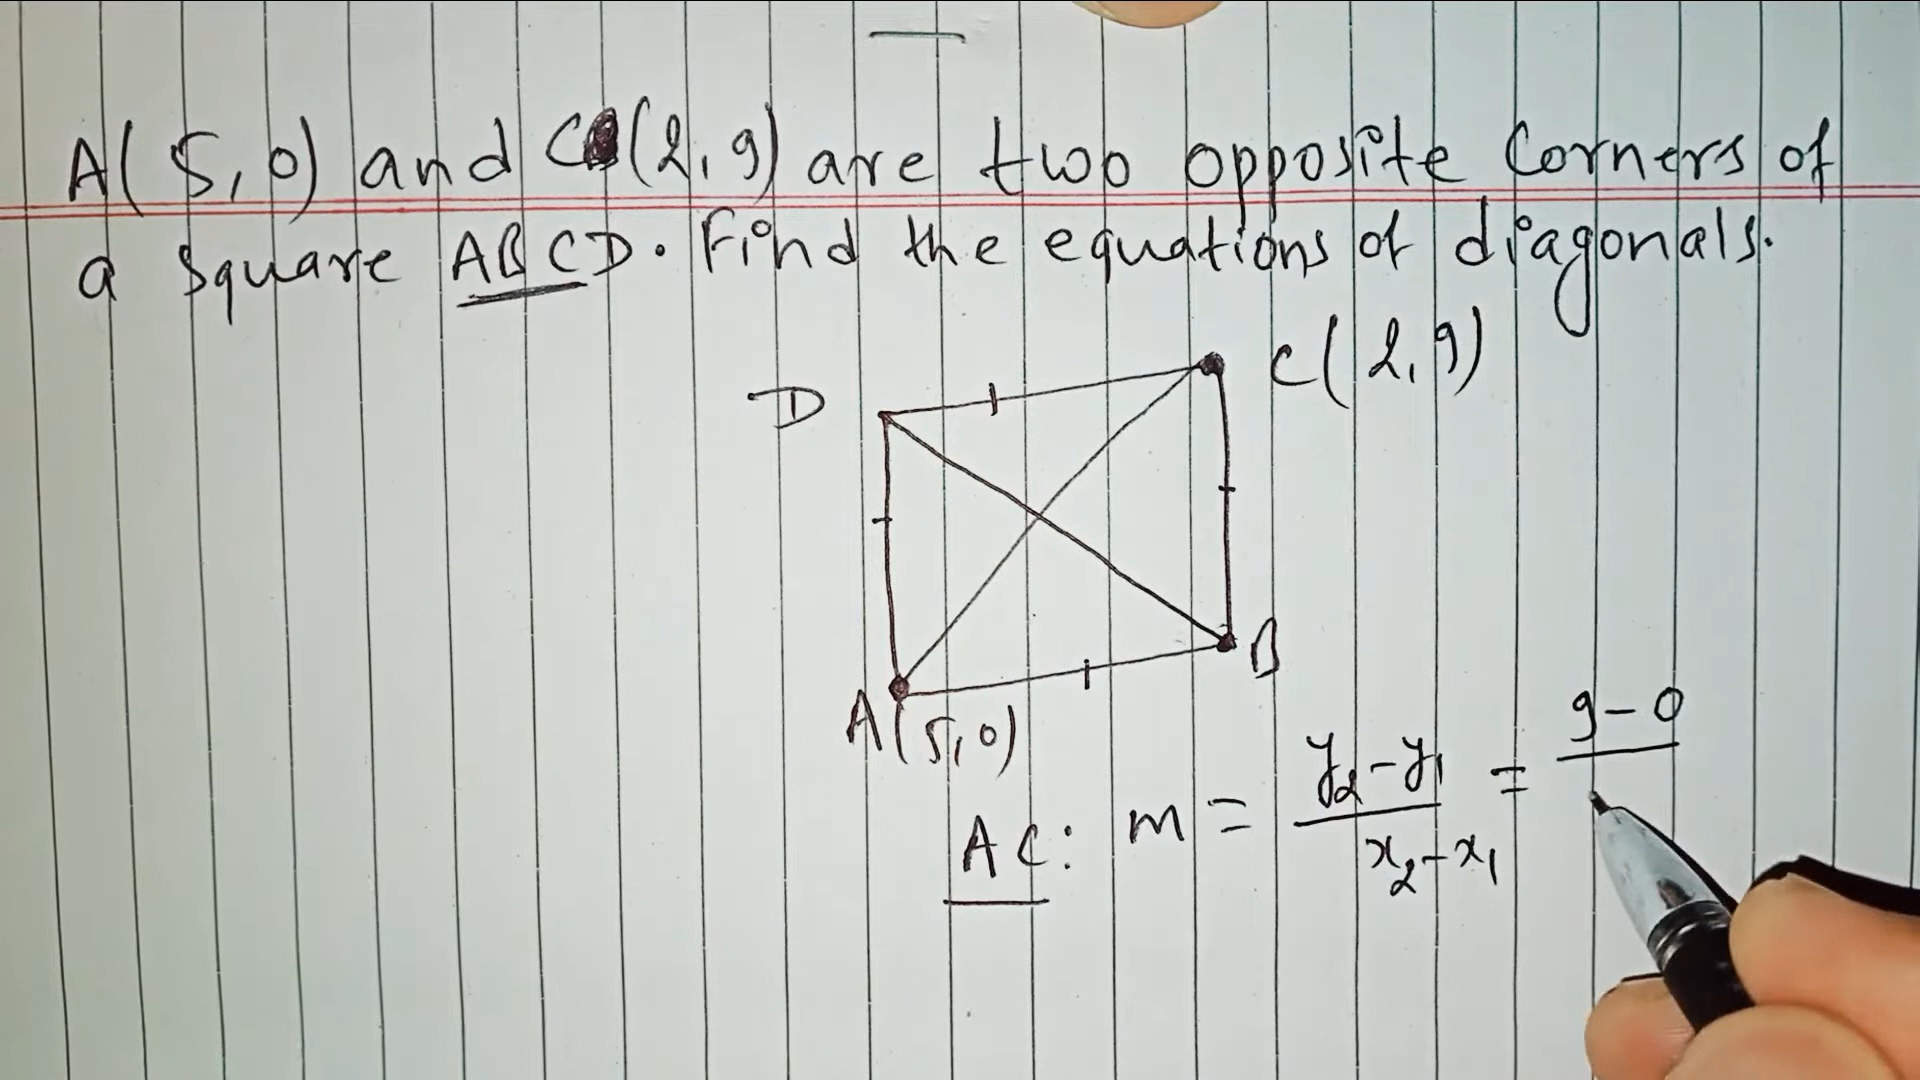 A(5,0) and C(2,9) are two opposite Corners of
a square ABCD. Find the equations of diagonals.
C(2,9)
D
B
A(5,0)
AC: m = y₂-y₁/x₂-x₁ = 9-0/